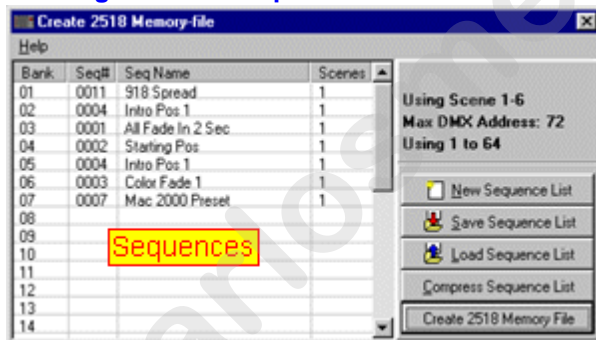 Create 2518 Memory-file
Help
Bank Seq# Seq Name Scenes
01 0011 918 Spread 1
02 0004 Intro Pos 1 1
03 0001 All Fade In 2 Sec 1
04 0002 Starting Pos 1
05 0004 Intro Pos 1 1
06 0003 Color Fade 1 1
07 0007 Mac 2000 Preset 1
08
09
10
11
12
13
14
Sequences
Using Scene 1-6
Max DMX Address: 72
Using 1 to 64
New Sequence List
Save Sequence List
Load Sequence List
Compress Sequence List
Create 2518 Memory File